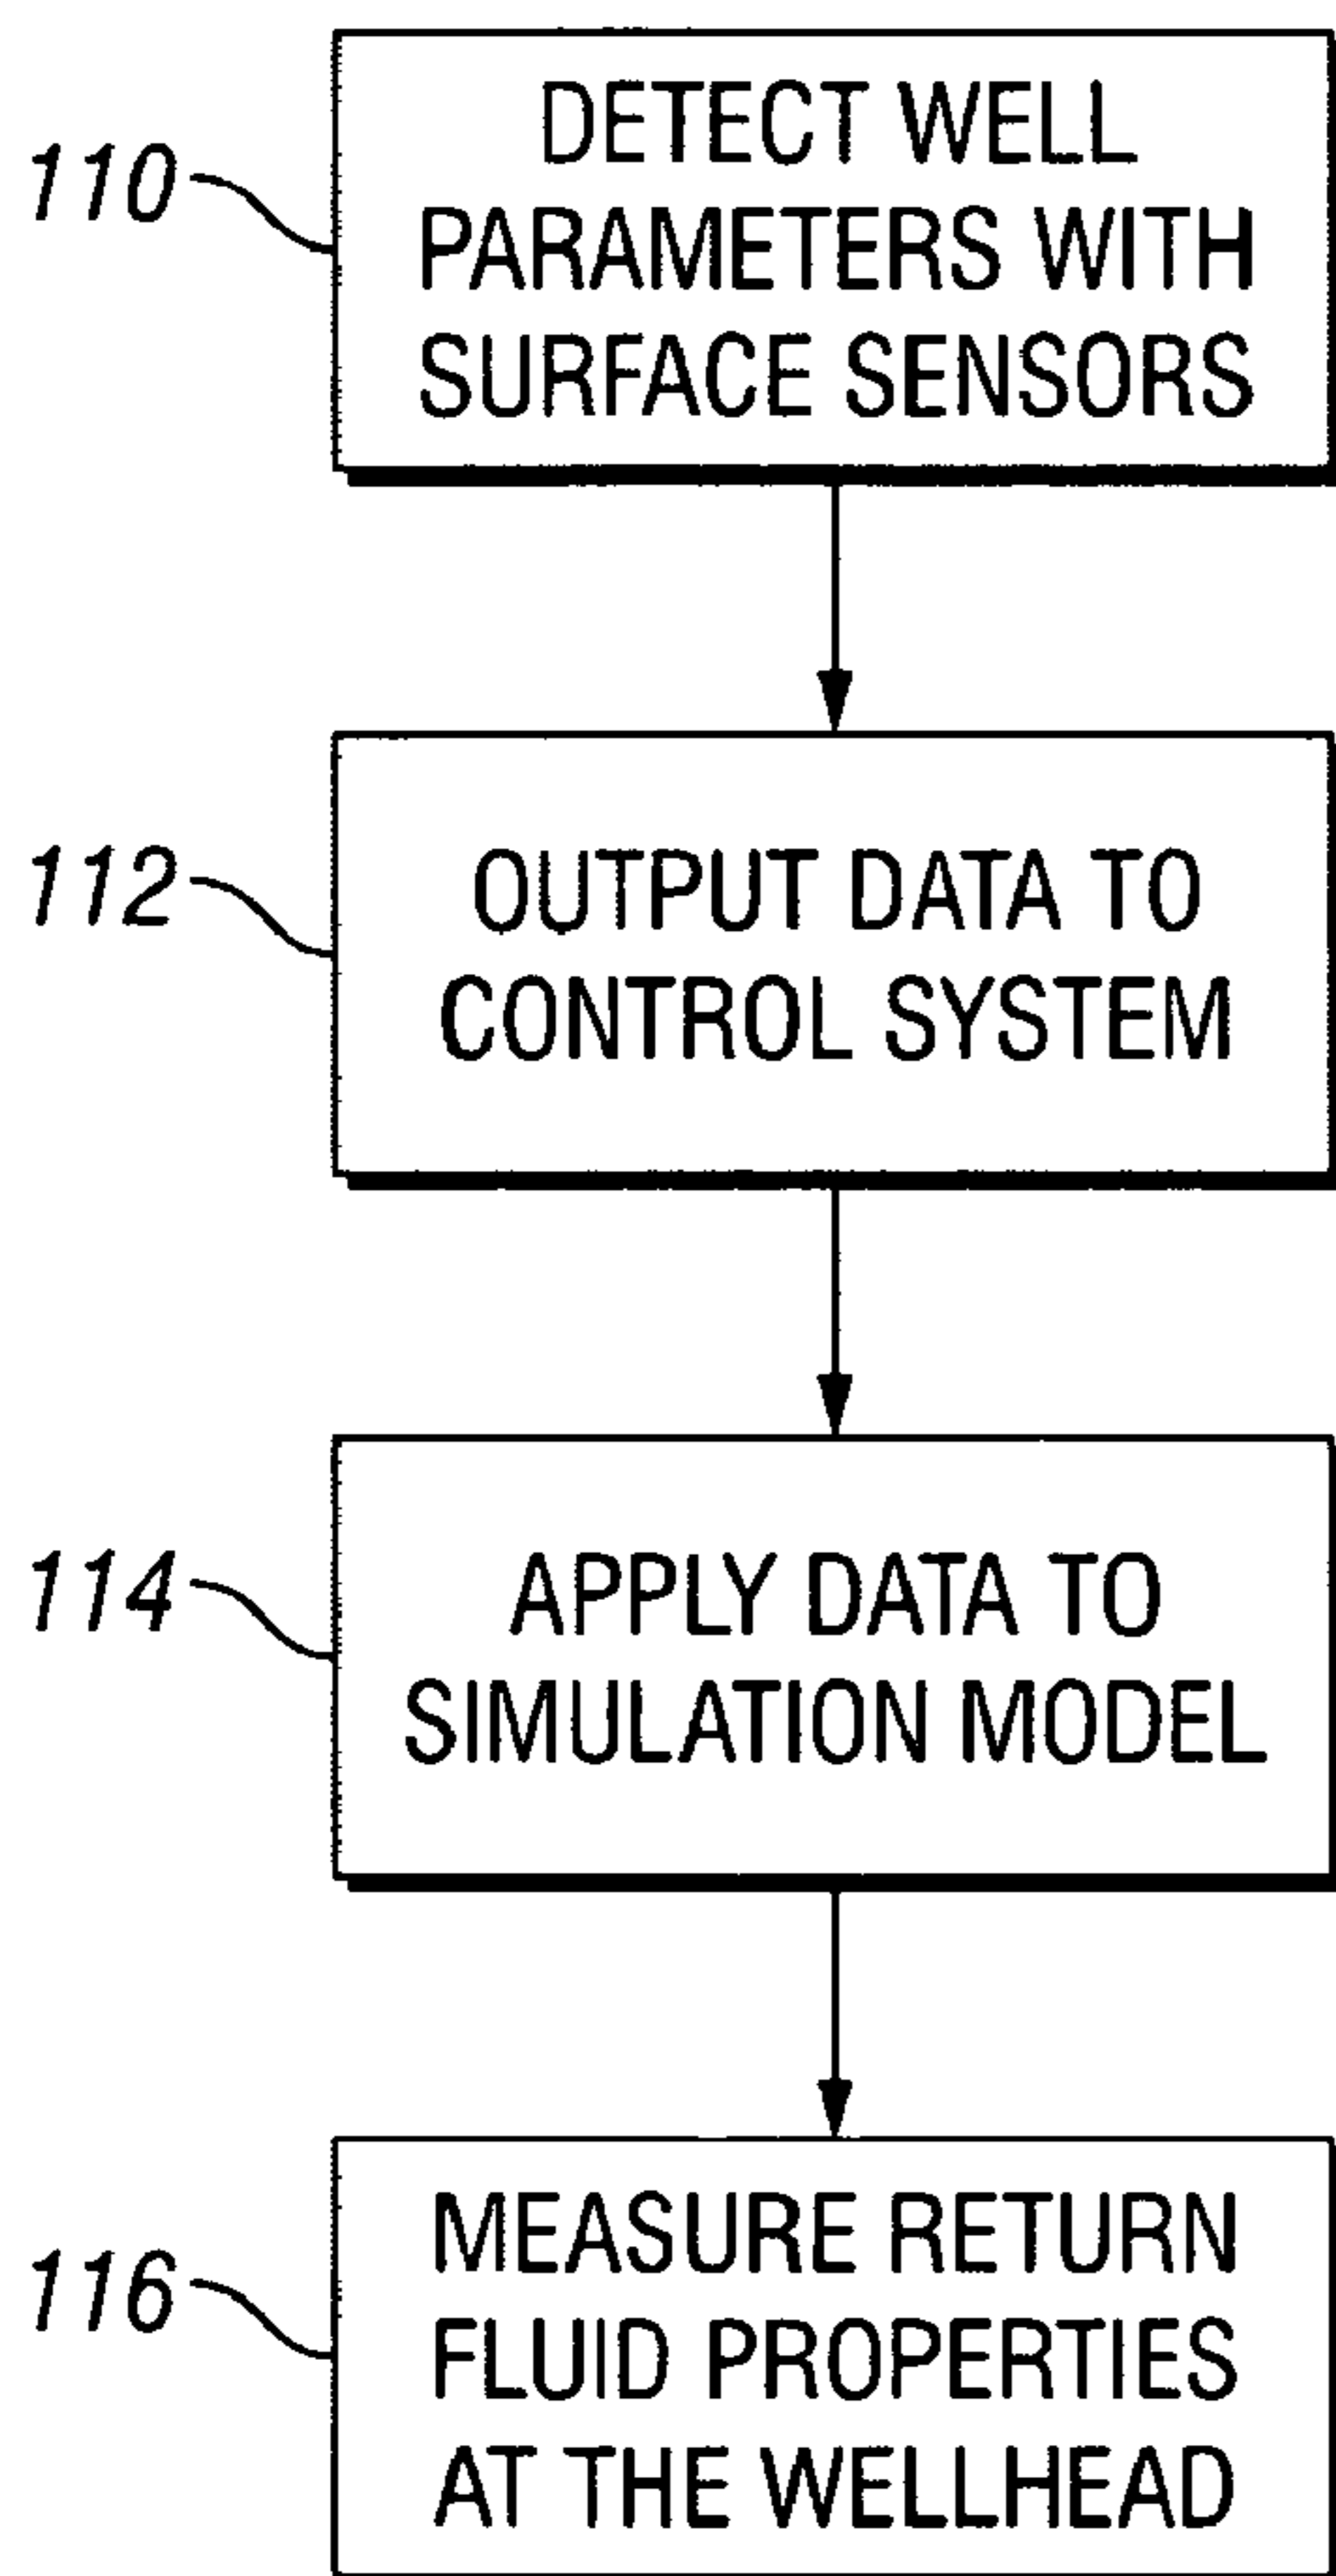 110
DETECT WELL
PARAMETERS WITH
SURFACE SENSORS
112
OUTPUT DATA TO
CONTROL SYSTEM
114
APPLY DATA TO
SIMULATION MODEL
116
MEASURE RETURN
FLUID PROPERTIES
AT THE WELLHEAD